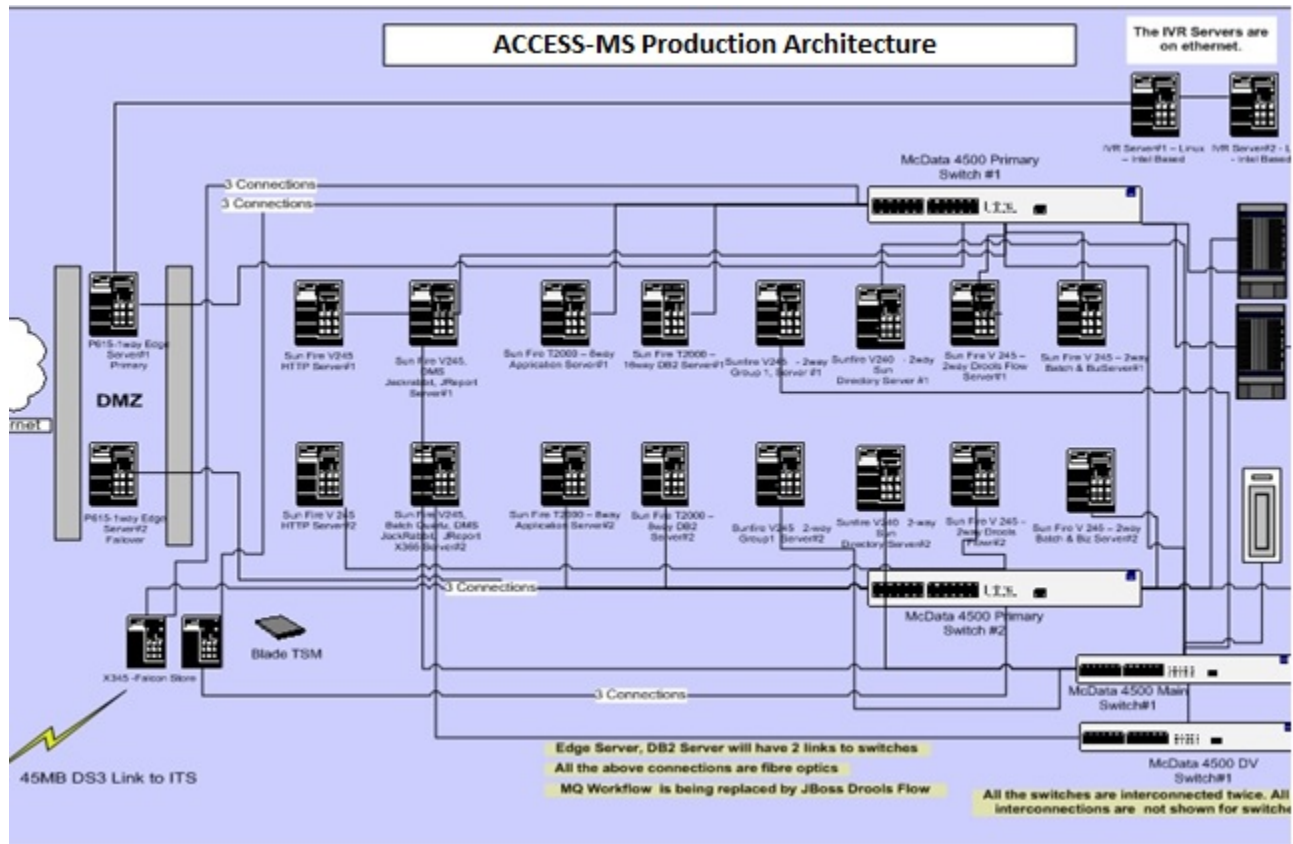 ACCESS-MS Production Architecture
The IVR Servers are
on ethernet.
IVR Server#1 – Linux
– Intel Based
IVR Server#2 - L
- Intel Based
McData 4500 Primary
Switch #1
3 Connections
3 Connections
P615-1way Edge
Server#1
Primary
DMZ
rnet
P615-1way Edge
Server#2
Failover
Sun Fire V245
HTTP Server#1
Sun Fire V245,
DMS
Jackrabbit, JReport
Server#1
Sun Fire T2000 – 8way
Application Server#1
Sun Fire T2000 –
16way DB2 Server#1
Sunfire V245 - 2way
Group 1, Server #1
Sunfire V240 - 2way
Sun
Directory Server #1
Sun Fire V 245 –
2way Drools Flow
Server#1
Sun Fire V 245 – 2way
Batch & BizServer#1
Sun Fire V 245
HTTP Server#2
Sun Fire V245,
Batch Quartz, DMS
JackRabbit, JReport
X366 Server#2
Sun Fire T2000 – 8way
Application Server#2
Sun Fire T2000 –
8way DB2
Server#2
Sunfire V245 2-way
Group1 Server#2
Sunfire V240 2-way
Sun
Directory Server#2
Sun Fire V 245 –
2way Drools
Flow#2
Sun Fire V 245 – 2way
Batch & Biz Server#2
3 Connections
McData 4500 Primary
Switch #2
Blade TSM
X345 -Falcon Store
3 Connections
McData 4500 Main
Switch#1
45MB DS3 Link to ITS
Edge Server, DB2 Server will have 2 links to switches
All the above connections are fibre optics
MQ Workflow is being replaced by JBoss Drools Flow
McData 4500 DV
Switch#1
All the switches are interconnected twice. All
interconnections are not shown for switche